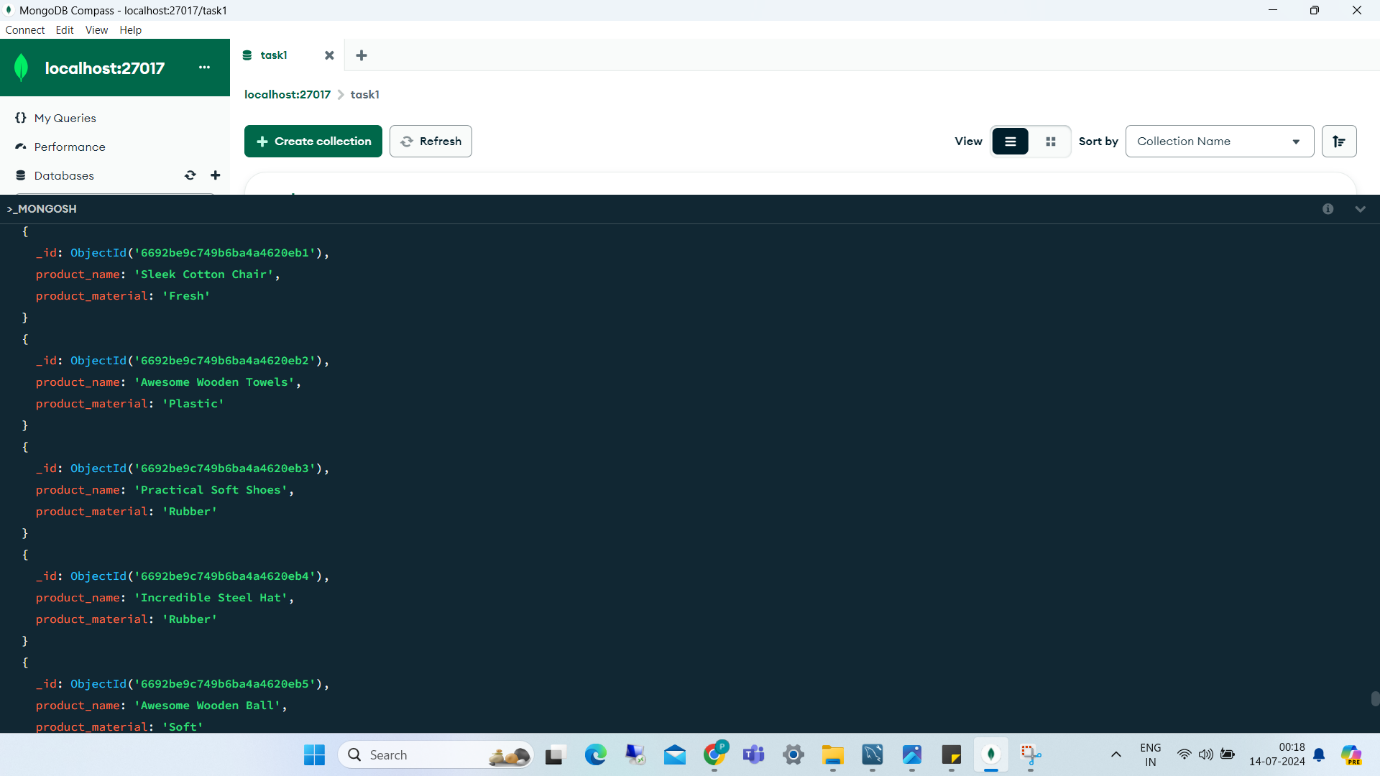 MongoDB Compass - localhost:27017/task1
Connect Edit View Help
localhost:27017 ...
task1
localhost:27017 > task1
{} My Queries
Performance
Databases
+ Create collection
Refresh
View
Sort by
Collection Name
>_MONGOSH
{
_id: ObjectId('6692be9c749b6ba4a4620eb1'),
product_name: 'Sleek Cotton Chair',
product_material: 'Fresh'
}
{
_id: ObjectId('6692be9c749b6ba4a4620eb2'),
product_name: 'Awesome Wooden Towels',
product_material: 'Plastic'
}
{
_id: ObjectId('6692be9c749b6ba4a4620eb3'),
product_name: 'Practical Soft Shoes',
product_material: 'Rubber'
}
{
_id: ObjectId('6692be9c749b6ba4a4620eb4'),
product_name: 'Incredible Steel Hat',
product_material: 'Rubber'
}
{
_id: ObjectId('6692be9c749b6ba4a4620eb5'),
product_name: 'Awesome Wooden Ball',
product_material: 'Soft'
Search
P
ENG
IN
00:18
14-07-2024
PRE